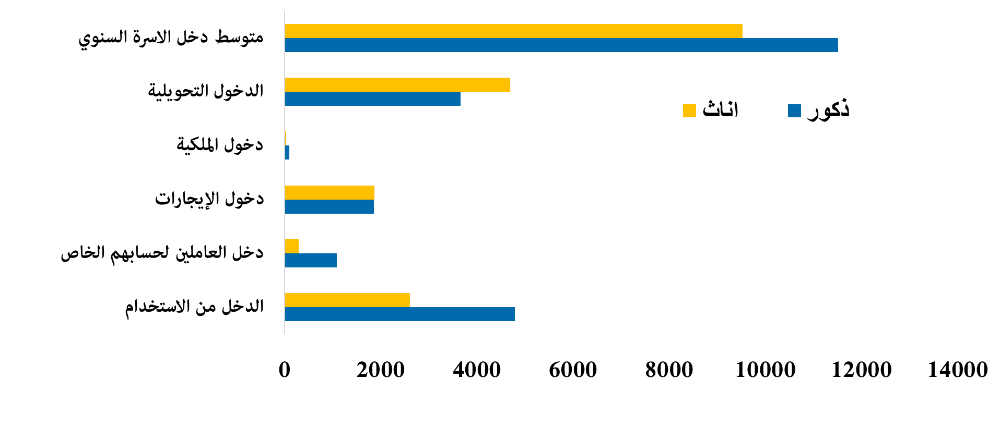 متوسط دخل الاسرة السنوي
الدخول التحويلية
ذكور
اناث
دخول الملكية
دخول الإيجارات
دخل العاملين لحسابهم الخاص
الدخل من الاستخدام
0 2000 4000 6000 8000 10000 12000 14000